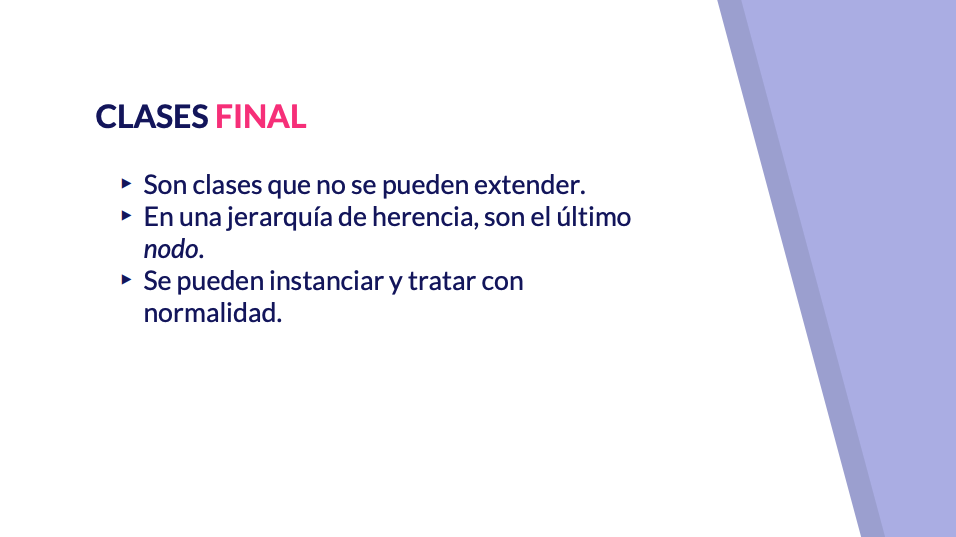 CLASES FINAL
▸ Son clases que no se pueden extender.
▸ En una jerarquía de herencia, son el último
nodo.
▸ Se pueden instanciar y tratar con
normalidad.